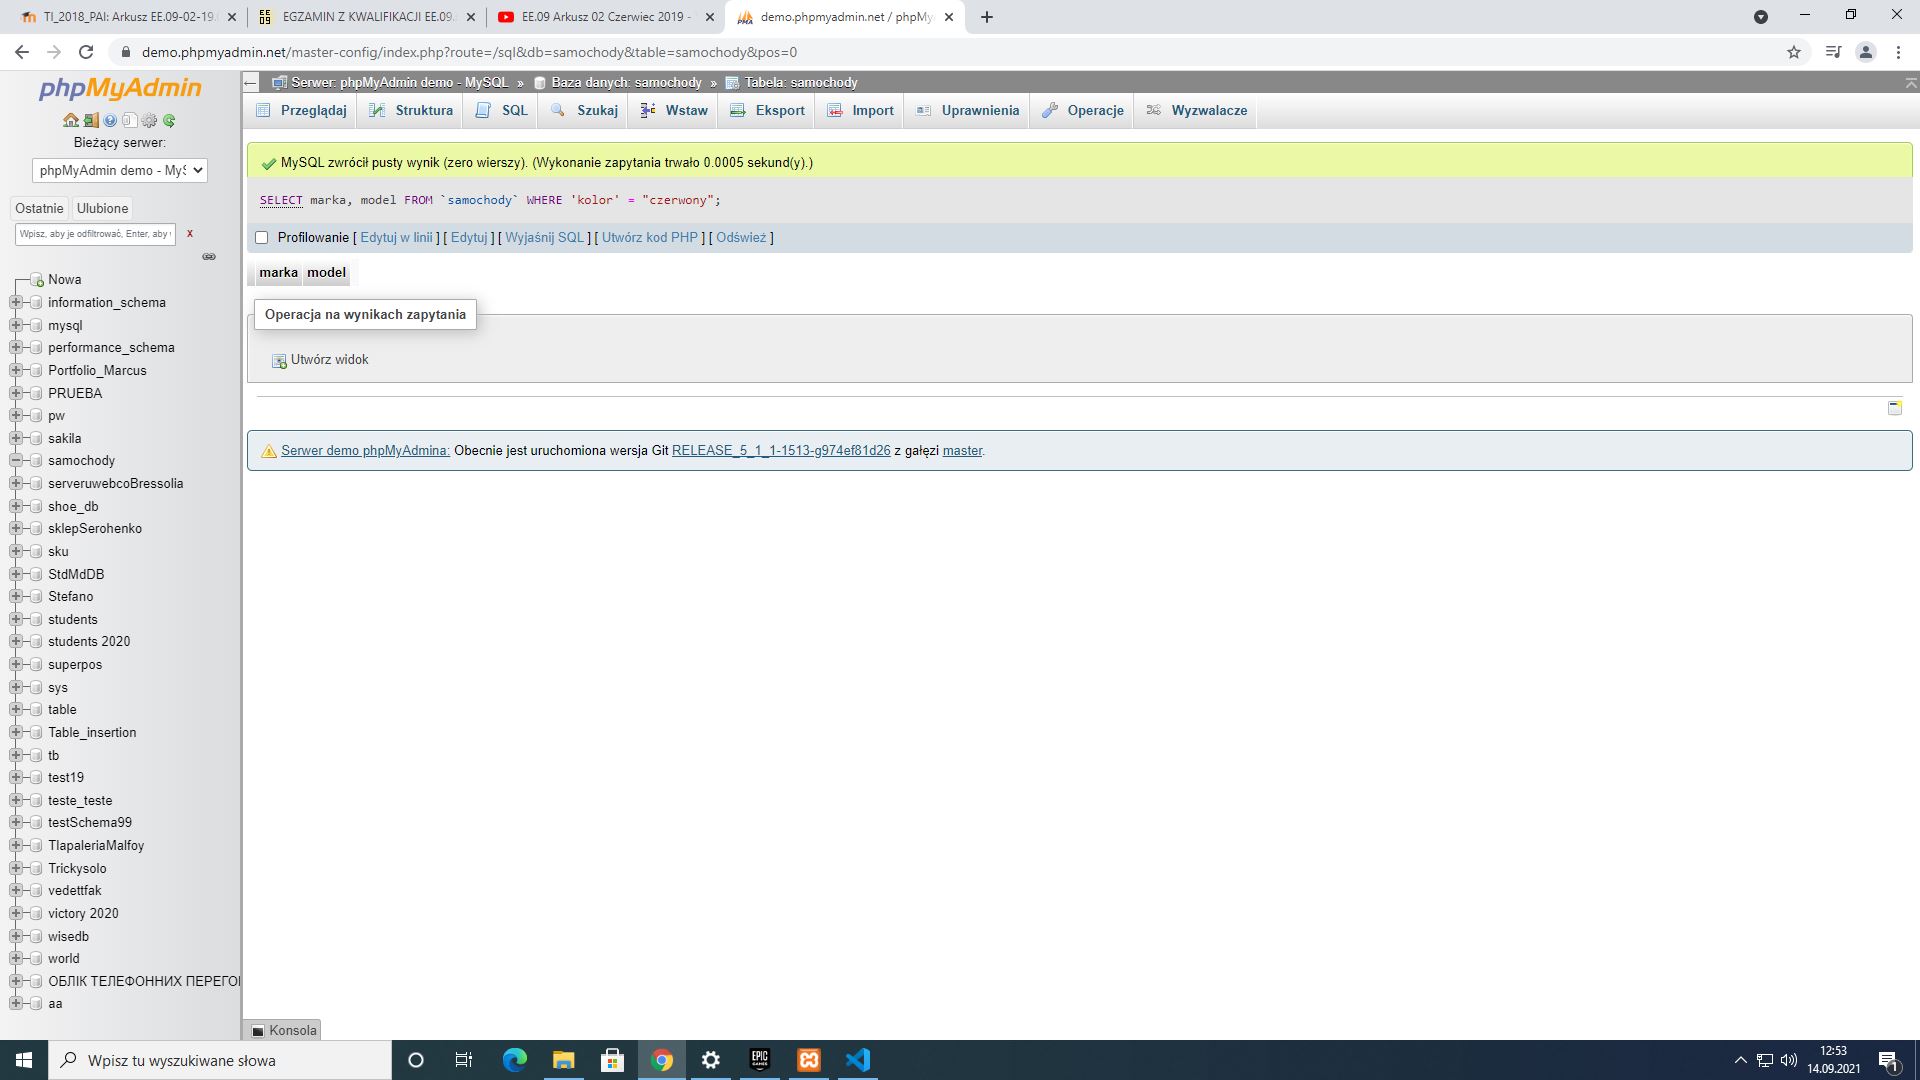 TI_2018_PAI: Arkusz EE.09-02-19.0
EE 09
EGZAMIN Z KWALIFIKACJI EE.09
EE.09 Arkusz 02 Czerwiec 2019 -
demo.phpmyadmin.net / phpMy
demo.phpmyadmin.net/master-config/index.php?route=/sql&db=samochody&table=samochody&pos=0
phpMyAdmin
Bieżący serwer:
phpMyAdmin demo - MyS
Ostatnie
Ulubione
Wpisz, aby je odfiltrować, Enter, aby
x
Nowa
information_schema
mysql
performance_schema
Portfolio_Marcus
PRUEBA
pw
sakila
samochody
serveruwebcoBressolia
shoe_db
sklepSerohenko
sku
StdMdDB
Stefano
students
students 2020
superpos
sys
table
Table_insertion
tb
test19
teste_teste
testSchema99
TlapaleriaMalfoy
Trickysolo
vedettfak
victory 2020
wisedb
world
ОБЛІК ТЕЛЕФОННИХ ПЕРЕГО
aa
Serwer: phpMyAdmin demo - MySQL » Baza danych: samochody » Tabela: samochody
Przeglądaj Struktura SQL Szukaj Wstaw Eksport Import Uprawnienia Operacje Wyzwalacze
MySQL zwrócił pusty wynik (zero wierszy). (Wykonanie zapytania trwało 0.0005 sekund(y).)
SELECT marka, model FROM `samochody` WHERE 'kolor' = "czerwony";
Profilowanie [ Edytuj w linii ] [ Edytuj ] [ Wyjaśnij SQL ] [ Utwórz kod PHP ] [ Odśwież ]
marka model
Operacja na wynikach zapytania
Utwórz widok
Serwer demo phpMyAdmina: Obecnie jest uruchomiona wersja Git RELEASE_5_1_1-1513-g974ef81d26 z gałęzi master.
Konsola
Wpisz tu wyszukiwane słowa
EPIC GAMES
12:53
14.09.2021
1